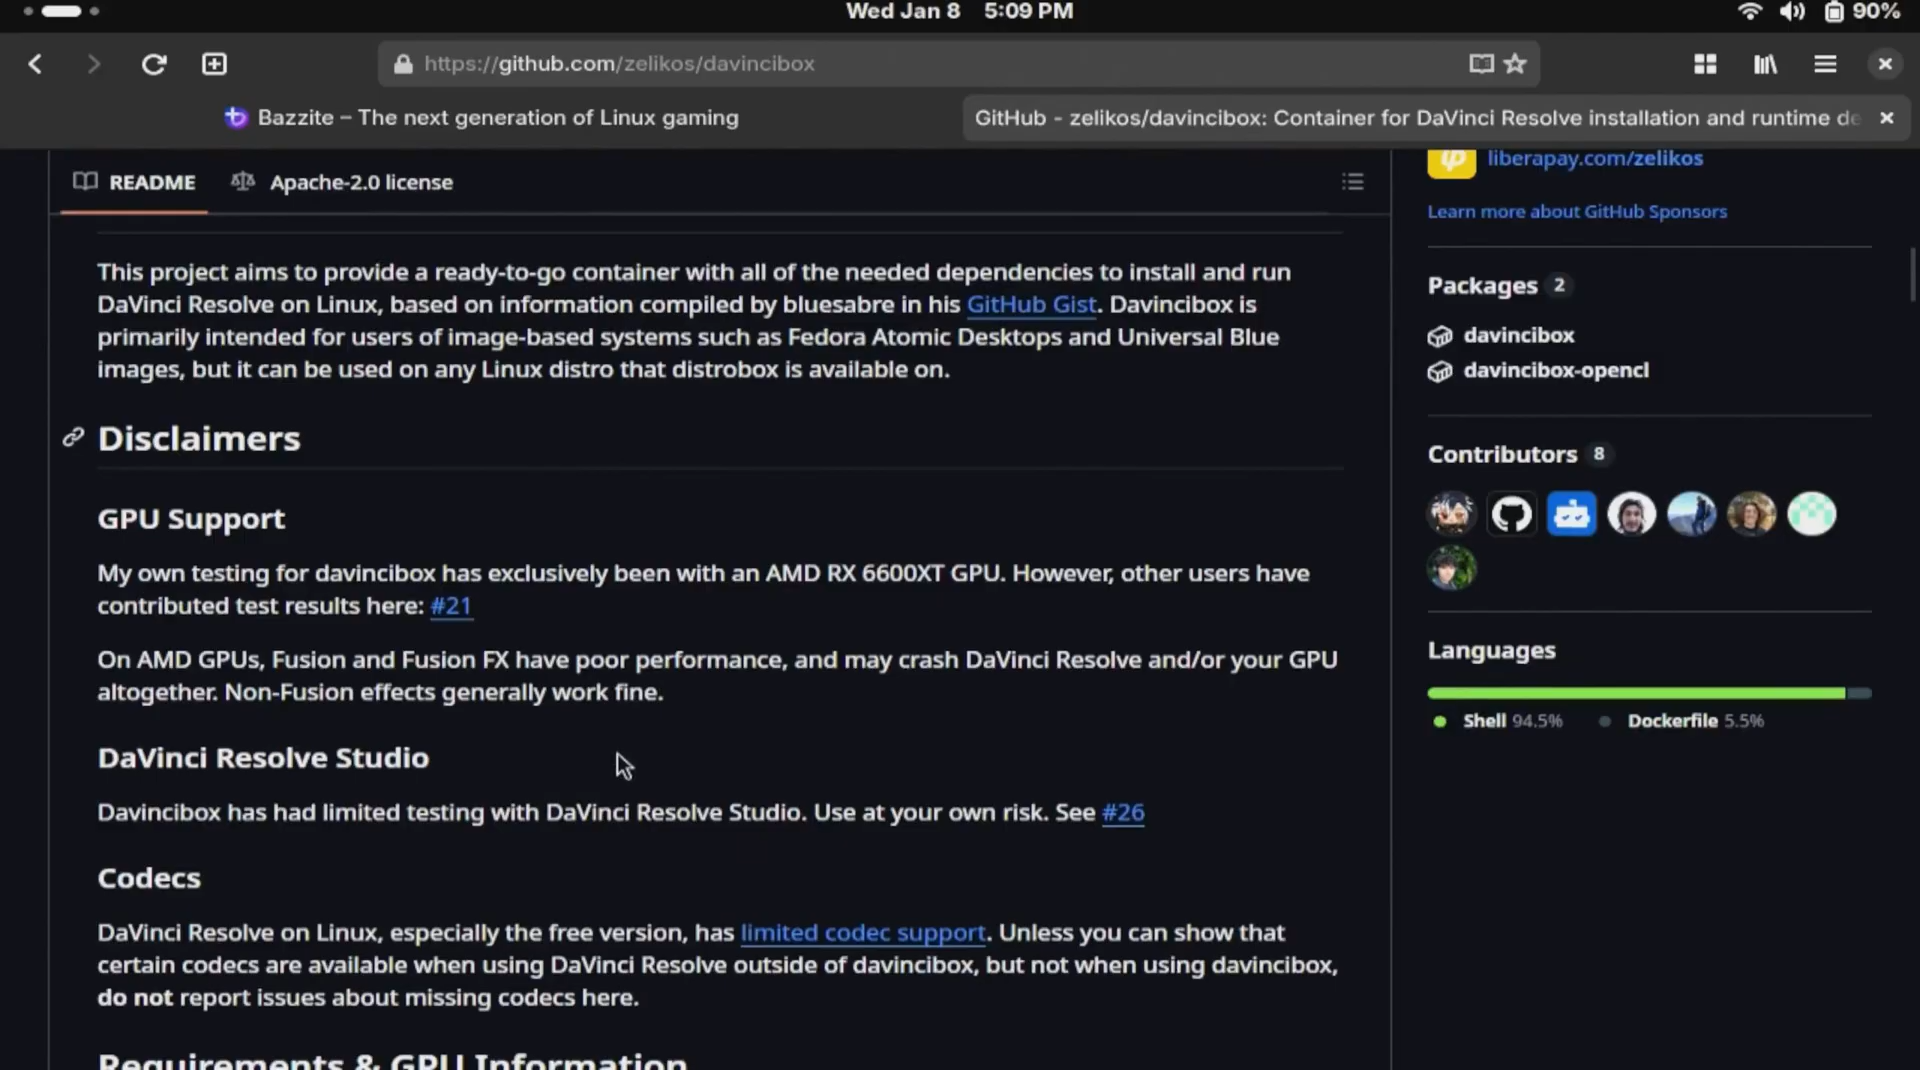 Wed Jan 8 5:09 PM
90%
https://github.com/zelikos/davincibox
Bazzite – The next generation of Linux gaming
GitHub - zelikos/davincibox: Container for DaVinci Resolve installation and runtime de
README
Apache-2.0 license
This project aims to provide a ready-to-go container with all of the needed dependencies to install and run
DaVinci Resolve on Linux, based on information compiled by bluesabre in his GitHub Gist. Davincibox is
primarily intended for users of image-based systems such as Fedora Atomic Desktops and Universal Blue
images, but it can be used on any Linux distro that distrobox is available on.
Disclaimers
GPU Support
My own testing for davincibox has exclusively been with an AMD RX 6600XT GPU. However, other users have
contributed test results here: #21
On AMD GPUs, Fusion and Fusion FX have poor performance, and may crash DaVinci Resolve and/or your GPU
altogether. Non-Fusion effects generally work fine.
DaVinci Resolve Studio
Davincibox has had limited testing with DaVinci Resolve Studio. Use at your own risk. See #26
Codecs
DaVinci Resolve on Linux, especially the free version, has limited codec support. Unless you can show that
certain codecs are available when using DaVinci Resolve outside of davincibox, but not when using davincibox,
do not report issues about missing codecs here.
Requirements & GPU Information
liberapay.com/zelikos
Learn more about GitHub Sponsors
Packages 2
davincibox
davincibox-opencl
Contributors 8
Languages
Shell 94.5%
Dockerfile 5.5%